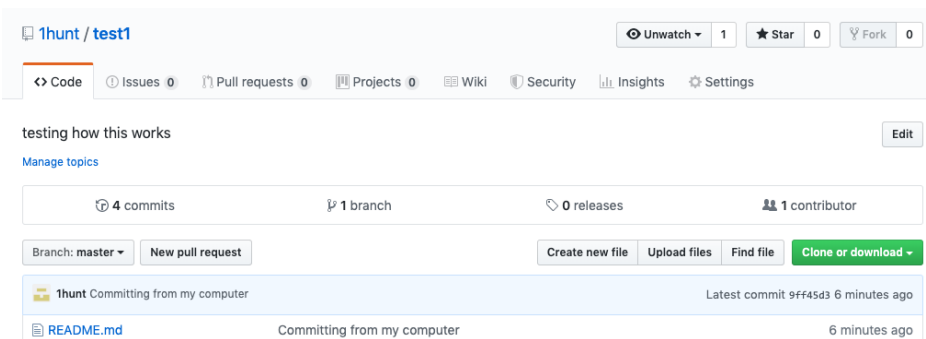 1hunt / test1
Unwatch 1 Star 0 Fork 0
Code Issues 0 Pull requests 0 Projects 0 Wiki Security Insights Settings
testing how this works Edit
Manage topics
4 commits 1 branch 0 releases 1 contributor
Branch: master New pull request Create new file Upload files Find file Clone or download
1hunt Committing from my computer Latest commit 9ff45d3 6 minutes ago
README.md Committing from my computer 6 minutes ago